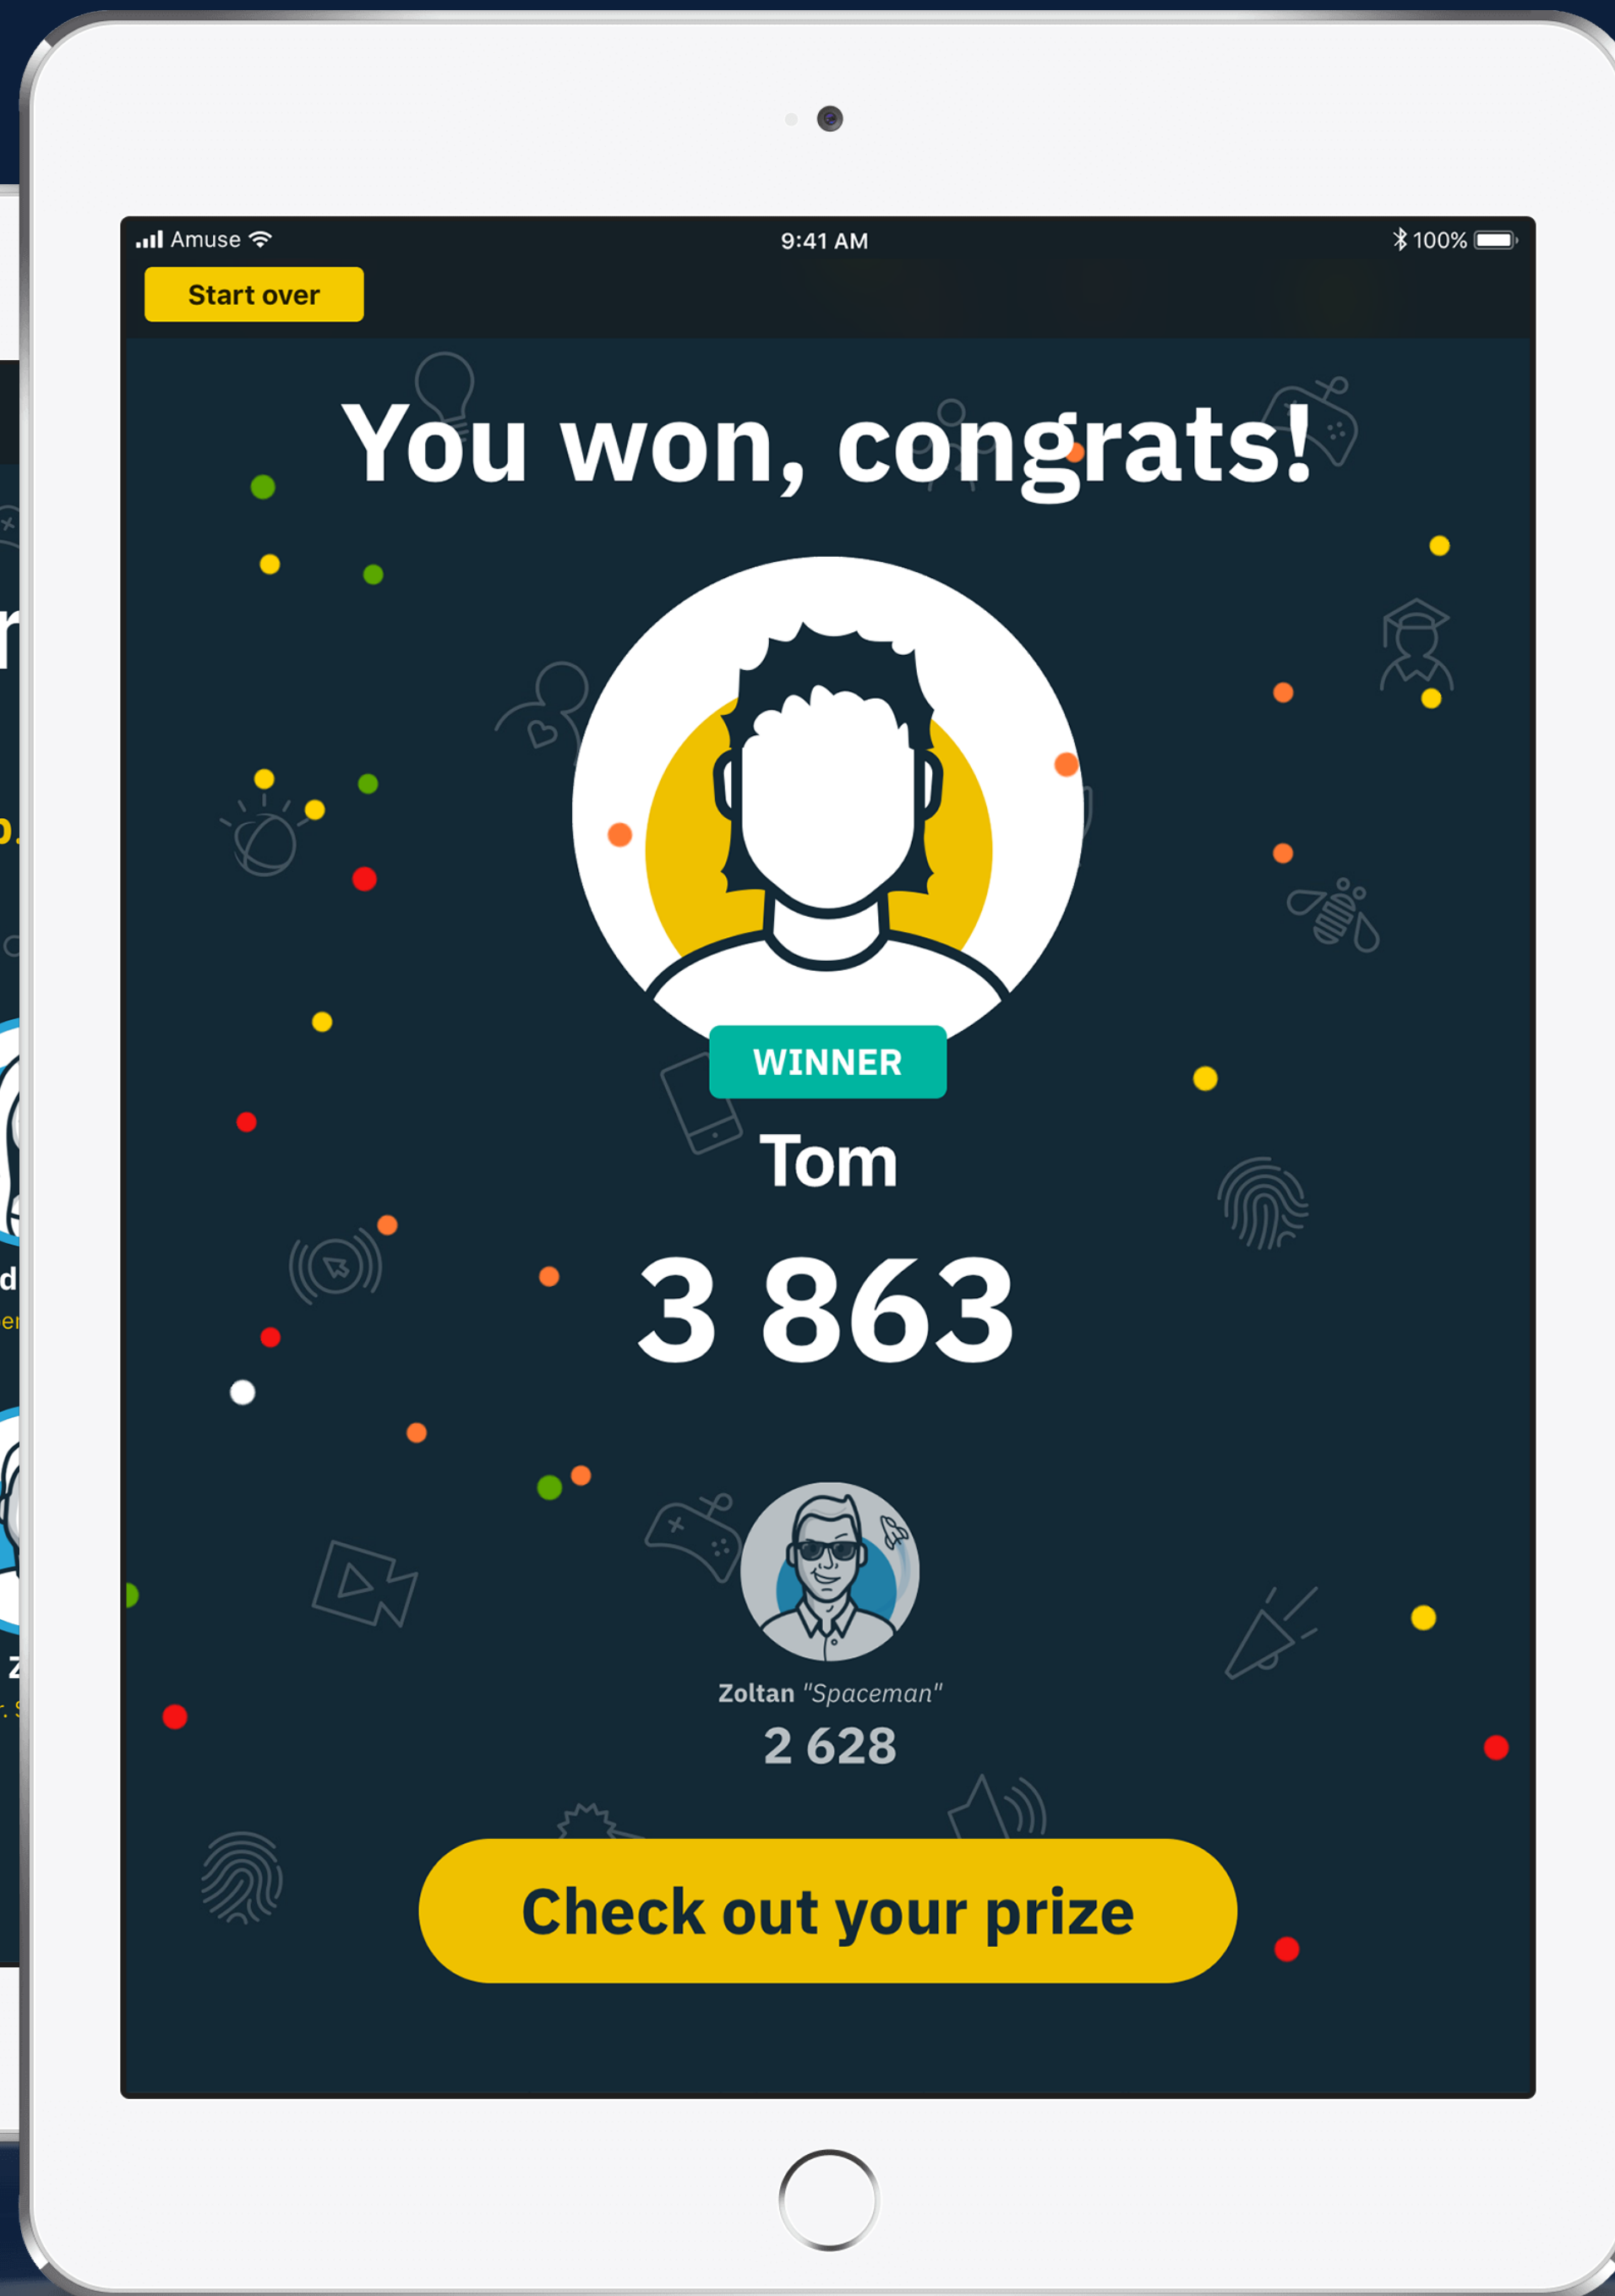 Amuse
9:41 AM
100%
Start over
You won, congrats!
WINNER
Tom
3 863
Zoltan "Spaceman"
2 628
Check out your prize